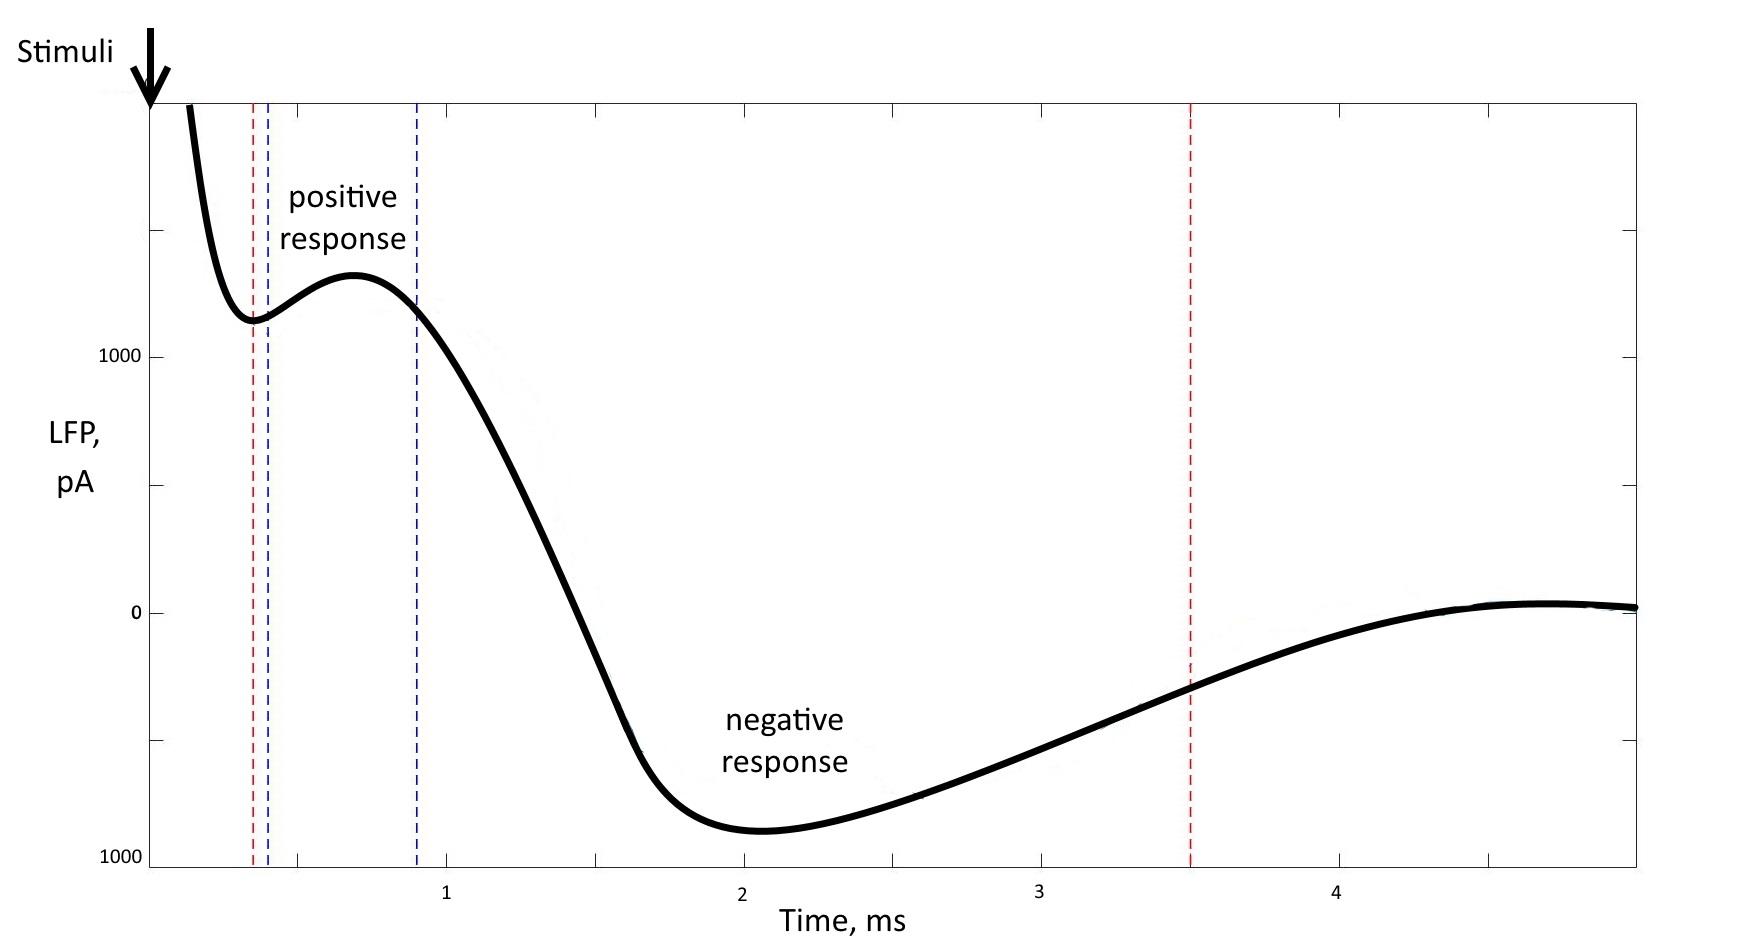 Stimuli
positive
response
1000
LFP,
pA
0
negative
response
1000
1
2
3
4
Time, ms